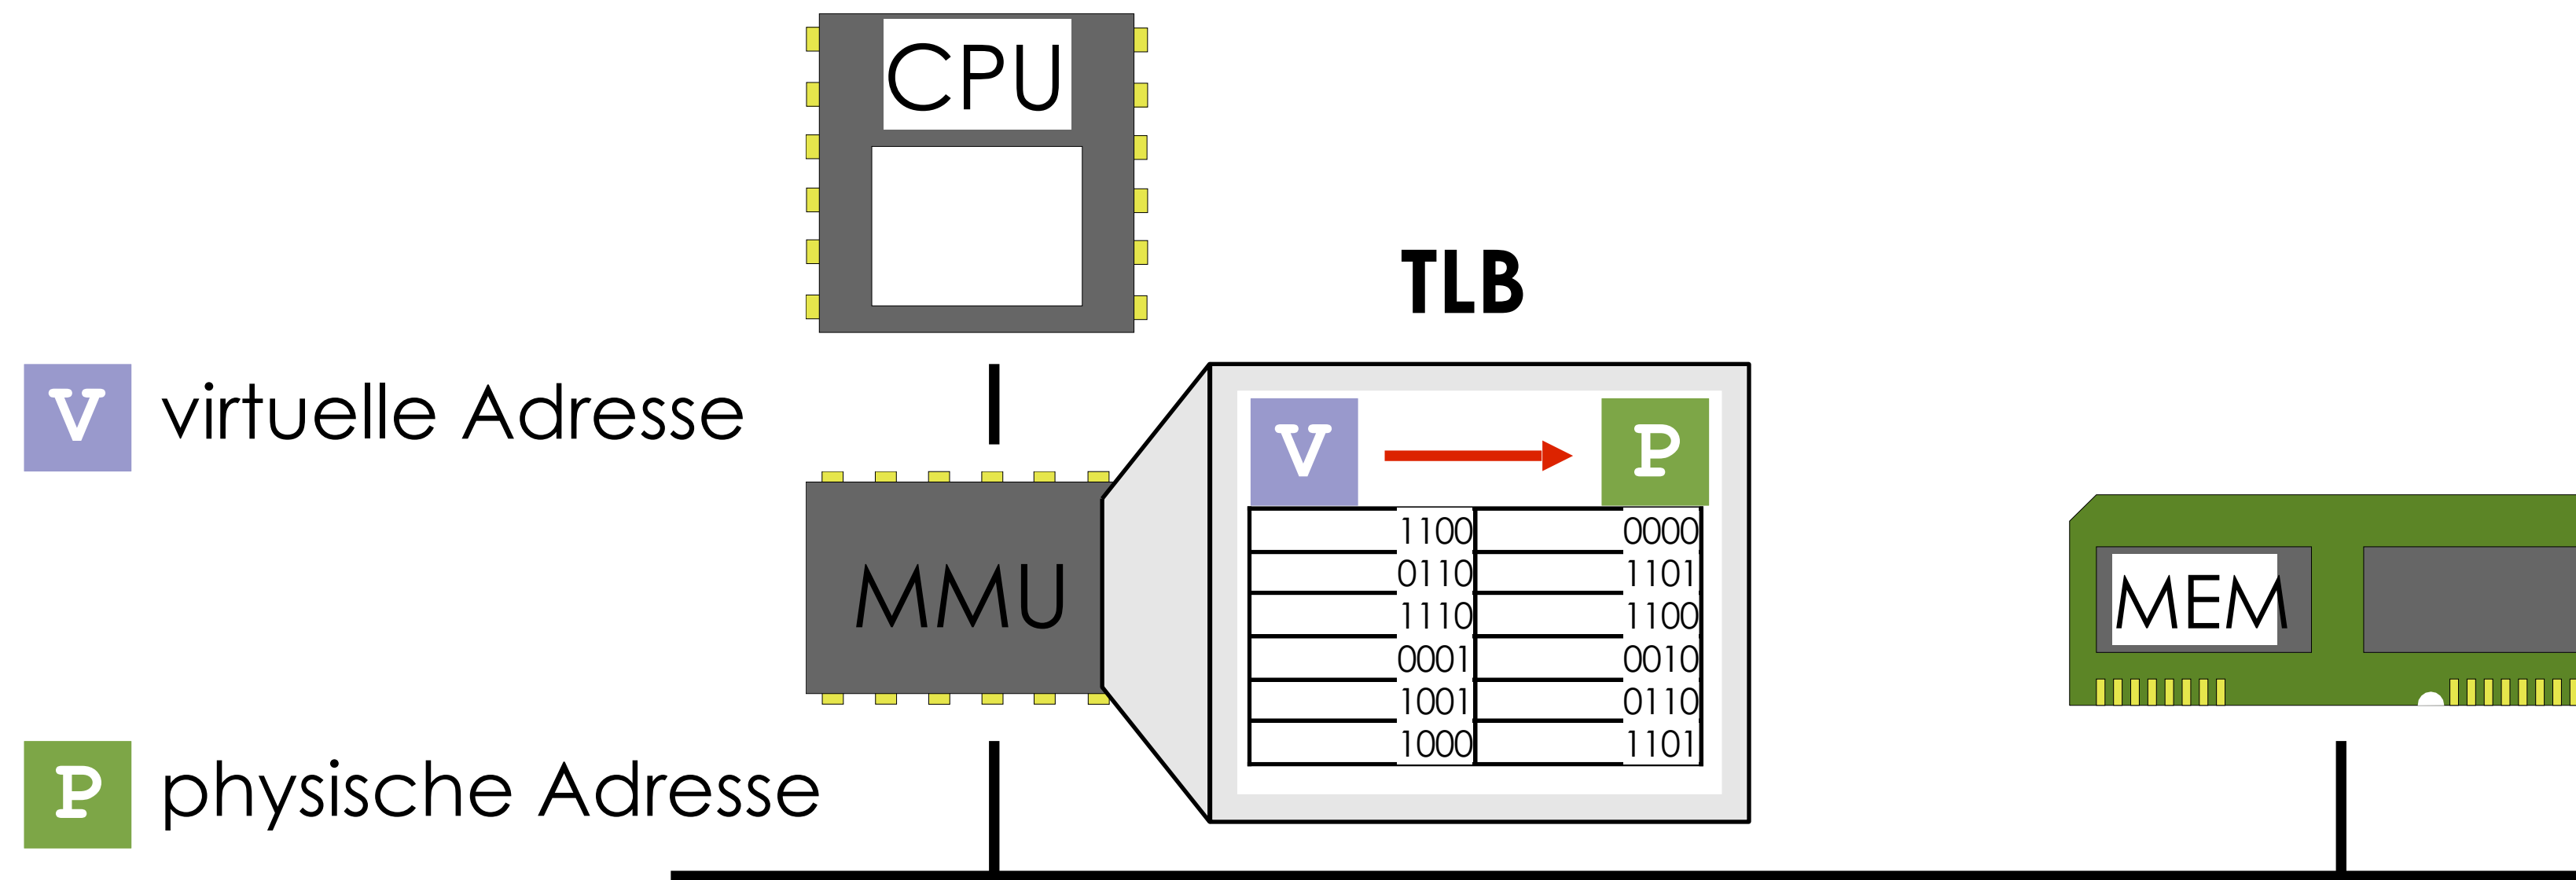 CPU
TLB
V virtuelle Adresse
V P
1100 0000
0110 1101
MMU
1110 1100
MEM
0001 0010
1001 0110
1000 1101
P physische Adresse